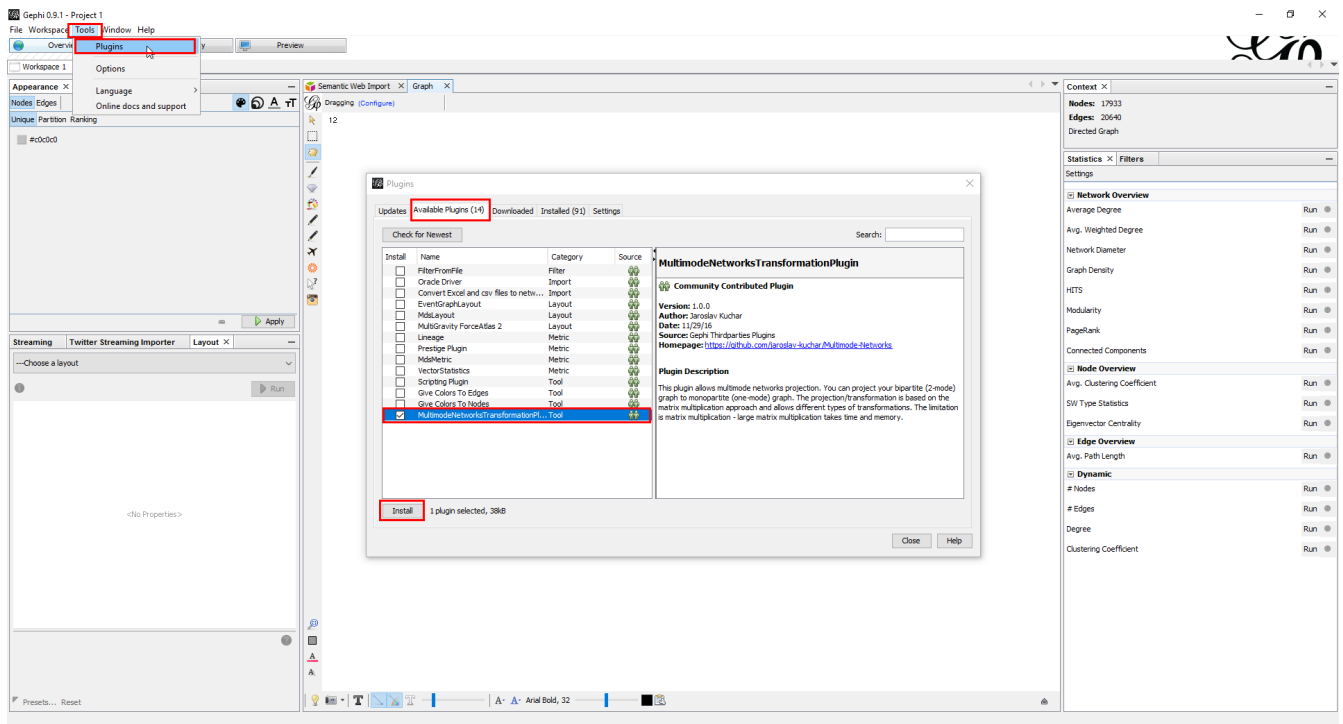 Gephi 0.9.1 - Project 1
File Workspace Tools Window Help
Overvie
y
Preview
Plugins
Options
Language
Online docs and support
Workspace 1
Appearance
Nodes Edges
Unique Partition Ranking
#c0c0c0
Apply
Streaming Twitter Streaming Importer Layout
---Choose a layout
Run
<No Properties>
Presets... Reset
Semantic Web Import Graph
Dragging (Configure)
12
Plugins
Updates Available Plugins (14) Downloaded Installed (91) Settings
Check for Newest
Search:
Install Name Category Source
FilterFromFile Filter
Oracle Driver Import
Convert Excel and csv files to netw... Import
EventGraphLayout Layout
MdsLayout Layout
MultiGravity ForceAtlas 2 Layout
Lineage Metric
Prestige Plugin Metric
MdsMetric Metric
VectorStatistics Metric
Scripting Plugin Tool
Give Colors To Edges Tool
Give Colors To Nodes Tool
MultimodeNetworksTransformationPl... Tool
Install 1 plugin selected, 38kB
MultimodeNetworksTransformationPlugin
Community Contributed Plugin
Version: 1.0.0
Author: Jaroslav Kuchar
Date: 11/29/16
Source: Gephi Thirdparties Plugins
Homepage: https://github.com/jaroslav-kuchar/Multimode-Networks
Plugin Description
This plugin allows multimode networks projection. You can project your bipartite (2-mode)
graph to monopartite (one-mode) graph. The projection/transformation is based on the
matrix multiplication approach and allows different types of transformations. The limitation
is matrix multiplication - large matrix multiplication takes time and memory.
Close Help
Arial Bold, 32
Context
Nodes: 17933
Edges: 20640
Directed Graph
Statistics Filters
Settings
Network Overview
Average Degree Run
Avg. Weighted Degree Run
Network Diameter Run
Graph Density Run
HITS Run
Modularity Run
PageRank Run
Connected Components Run
Node Overview
Avg. Clustering Coefficient Run
SW Type Statistics Run
Eigenvector Centrality Run
Edge Overview
Avg. Path Length Run
Dynamic
# Nodes Run
# Edges Run
Degree Run
Clustering Coefficient Run